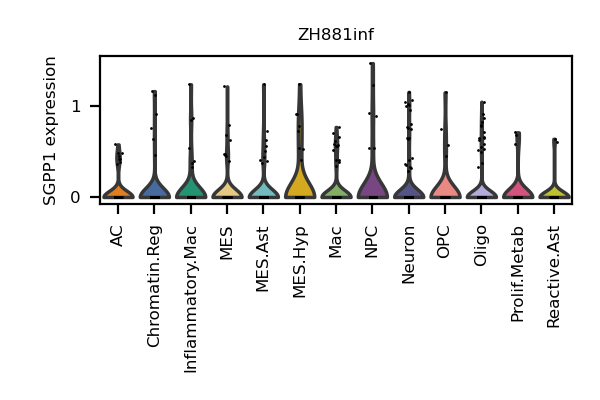 ZH881inf
SGPP1 expression
1
0
AC
Chromatin.Reg
Inflammatory.Mac
MES
MES.Ast
MES.Hyp
Mac
NPC
Neuron
OPC
Oligo
Prolif.Metab
Reactive.Ast